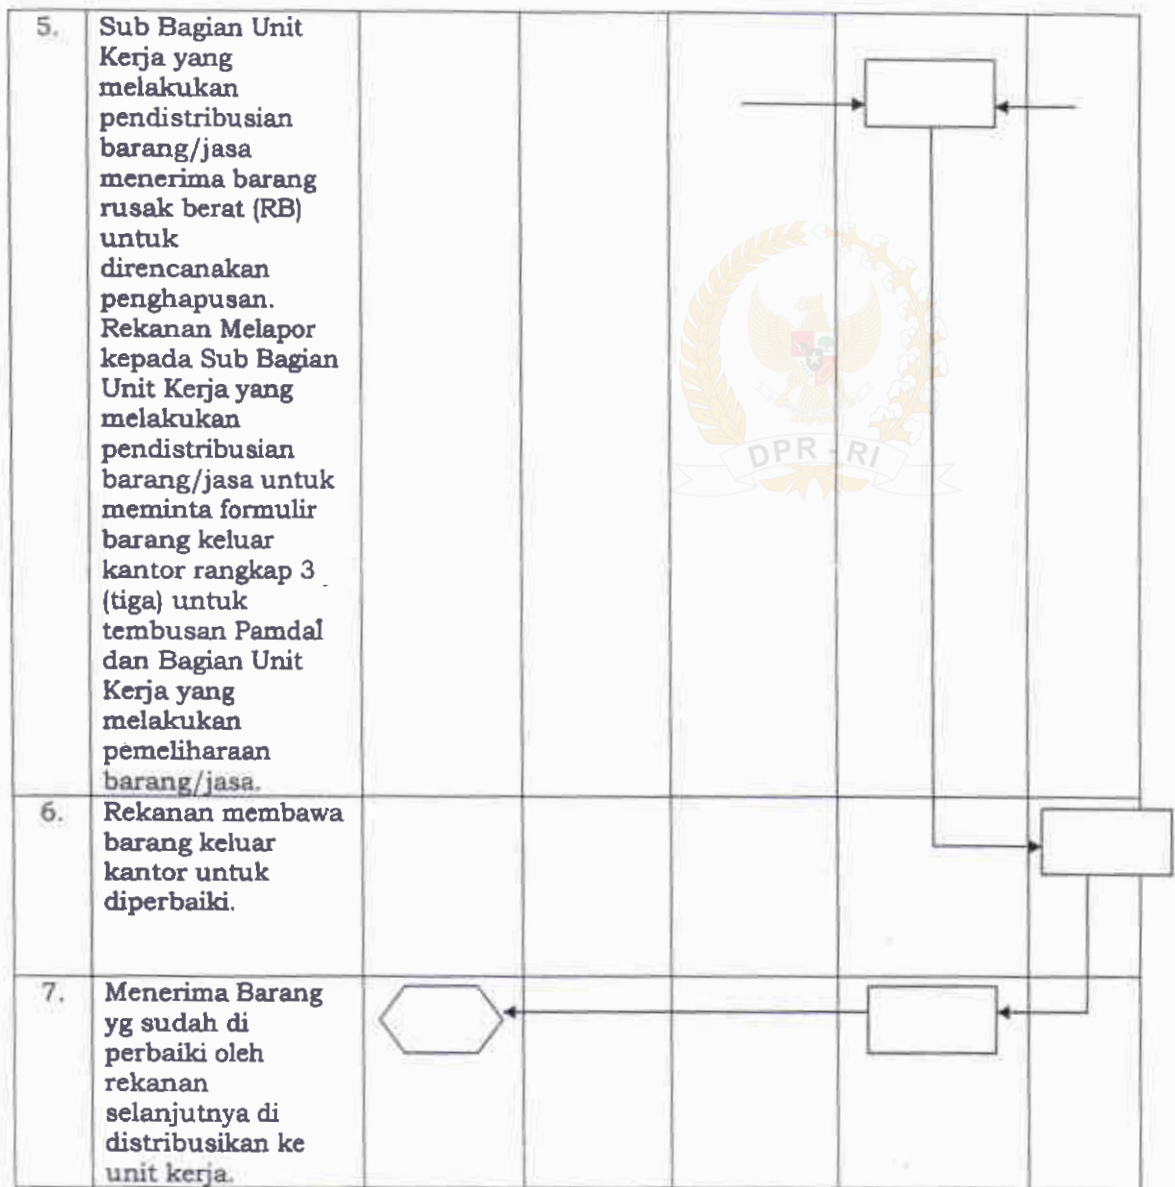 5.
Sub Bagian Unit
Kerja yang
melakukan
pendistribusian
barang/jasa
menerima barang
rusak berat (RB)
untuk
direncanakan
penghapusan.
Rekanan Melapor
kepada Sub Bagian
Unit Kerja yang
melakukan
pendistribusian
barang/jasa untuk
meminta formulir
barang keluar
kantor rangkap 3
(tiga) untuk
tembusan Pamdal
dan Bagian Unit
Kerja yang
melakukan
pemeliharaan
barang/jasa.
DPR - RI
6.
Rekanan membawa
barang keluar
kantor untuk
diperbaiki.
7.
Menerima Barang
yg sudah di
perbaiki oleh
rekanan
selanjutnya di
distribusikan ke
unit kerja.